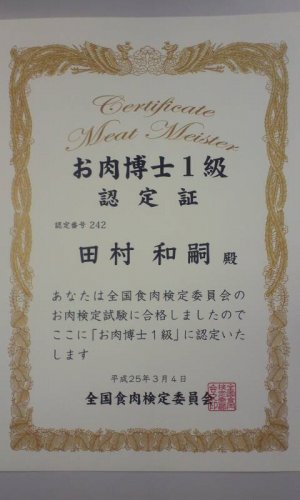 Certificate
Meat Meister
お肉博士1級
認定証
認定番号 242
田村 和嗣 殿
あなたは全国食肉検定委員会の
お肉検定試験に合格しましたので
ここに「お肉博士1級」に認定いた
します
平成25年3月4日
全国食肉検定委員会